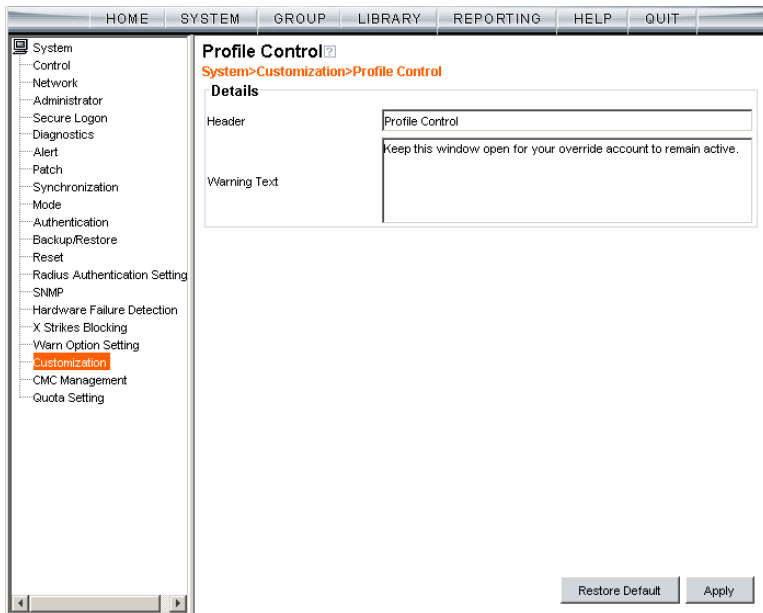 HOME SYSTEM GROUP LIBRARY REPORTING HELP QUIT
System
Control
Network
Administrator
Secure Logon
Diagnostics
Alert
Patch
Synchronization
Mode
Authentication
Backup/Restore
Reset
Radius Authentication Setting
SNMP
Hardware Failure Detection
X Strikes Blocking
Warn Option Setting
Customization
CMC Management
Quota Setting
Profile Control ?
System>Customization>Profile Control
Details
Header
Profile Control
Warning Text
Keep this window open for your override account to remain active.
Restore Default
Apply